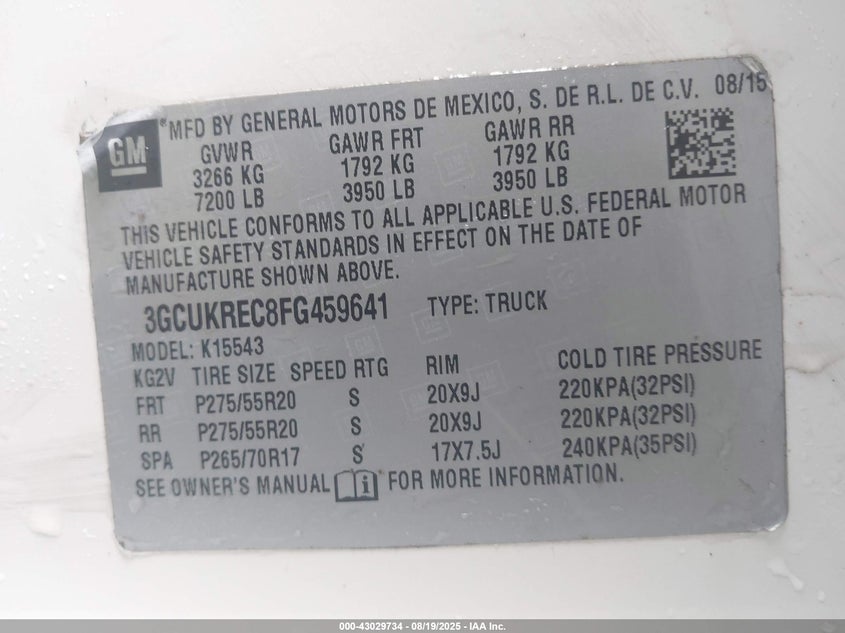 GM
®MFD BY GENERAL MOTORS DE MEXICO, S. DE R.L. DE C.V. 08/15
GVWR GAWR FRT GAWR RR
3266 KG 1792 KG 1792 KG
7200 LB 3950 LB 3950 LB
THIS VEHICLE CONFORMS TO ALL APPLICABLE U.S. FEDERAL MOTOR
VEHICLE SAFETY STANDARDS IN EFFECT ON THE DATE OF
MANUFACTURE SHOWN ABOVE.
3GCUKREC8FG459641 TYPE: TRUCK
MODEL: K15543
KG2V TIRE SIZE SPEED RTG RIM COLD TIRE PRESSURE
FRT P275/55R20 S 20X9J 220KPA(32PSI)
RR P275/55R20 S 20X9J 220KPA(32PSI)
SPA P265/70R17 S 17X7.5J 240KPA(35PSI)
SEE OWNER'S MANUAL FOR MORE INFORMATION.
000-43029734 - 08/19/2025 - IAA Inc.